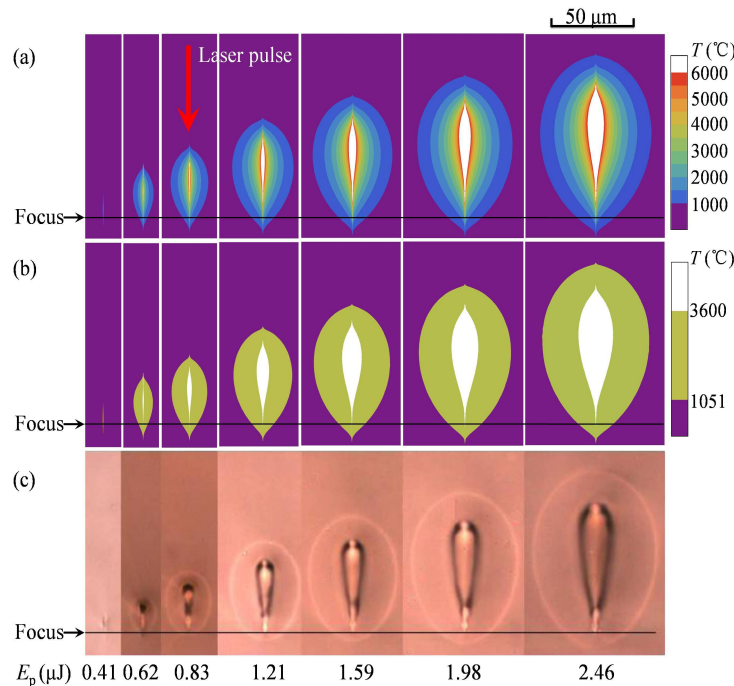 50 μm
(a)
Laser pulse
T (℃)
6000
5000
4000
3000
2000
1000
Focus
(b)
T (℃)
3600
1051
Focus
(c)
Focus
Ep (μJ) 0.41 0.62 0.83 1.21 1.59 1.98 2.46